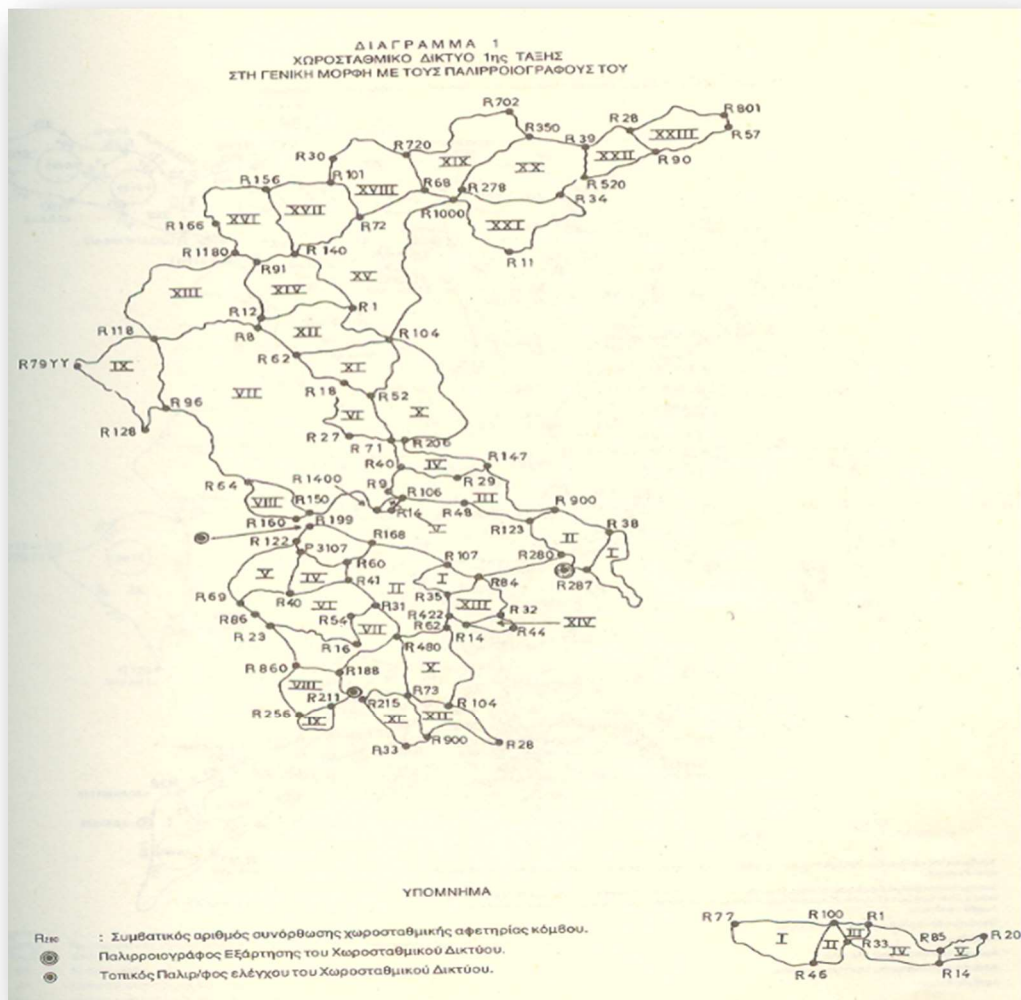 ΔΙΑΓΡΑΜΜΑ 1
ΧΩΡΟΣΤΑΘΜΙΚΟ ΔΙΚΤΥΟ 1ης ΤΑΞΗΣ
ΣΤΗ ΓΕΝΙΚΗ ΜΟΡΦΗ ΜΕ ΤΟΥΣ ΠΑΛΙΡΡΟΙΟΓΡΑΦΟΥΣ ΤΟΥ
R702
R801
R28
R350
R39
XXIII
R57
R720
XIX
XXII
R90
R30
XX
R101
R156
XVIII
R68
R278
R520
R34
XVII
R1000
XVI
R72
R166
XXI
R1180
R140
R11
R91
XV
XIII
XIV
R12
R1
R118
R8
XII
R104
R62
R79ΥΥ
IX
XI
VII
R18
R52
R96
X
VI
R128
R27
R71
R206
R40
IV
R147
R1400
R9
R29
R64
R106
III
VIII
R150
R14
R48
R900
R160
R199
V
R123
R38
R122
R168
II
P3107
R280
I
R60
R107
V
IV
R41
II
I
R84
R287
R69
R40
R35
VI
R31
XIII
R32
R86
R54
R422
R23
VII
R62
R14
R44
XIV
R16
R480
R860
R188
V
VIII
R73
R211
R215
R104
R256
IX
XI
XII
R900
R33
R28
ΥΠΟΜΝΗΜΑ
R280 : Συμβατικός αριθμός συνόρθωσης χωροσταθμικής αφετηρίας κόμβου.
Παλιρροιογράφος Εξάρτησης του Χωροσταθμικού Δικτύου.
Τοπικός Παλιρ/φος ελέγχου του Χωροσταθμικού Δικτύου.
R77
R100
R1
I
II
III
R33
IV
R85
V
R20
R46
R14